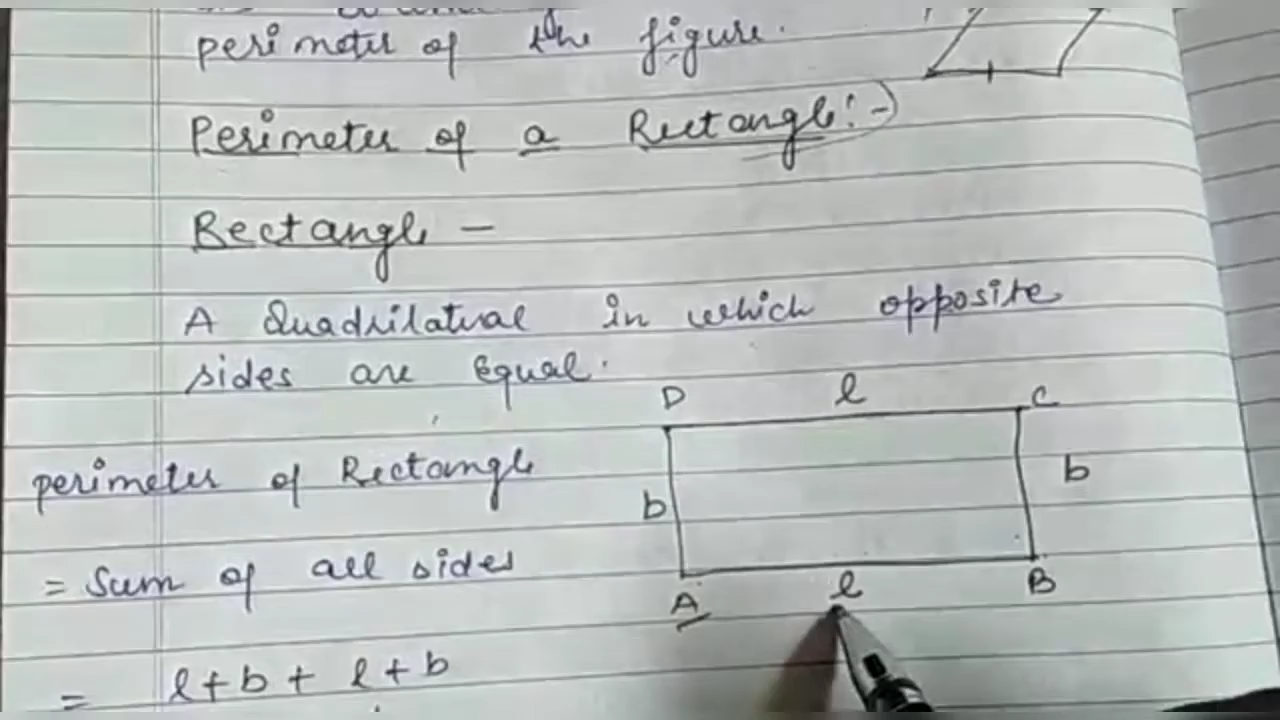 perimeter of the figure.
Perimeter of a Rectangle:-
Rectangle -
A Quadrilateral in which opposite
sides are equal.
D l C
perimeter of Rectangle
b b
= Sum of all sides
A l B
= l+b+ l+b